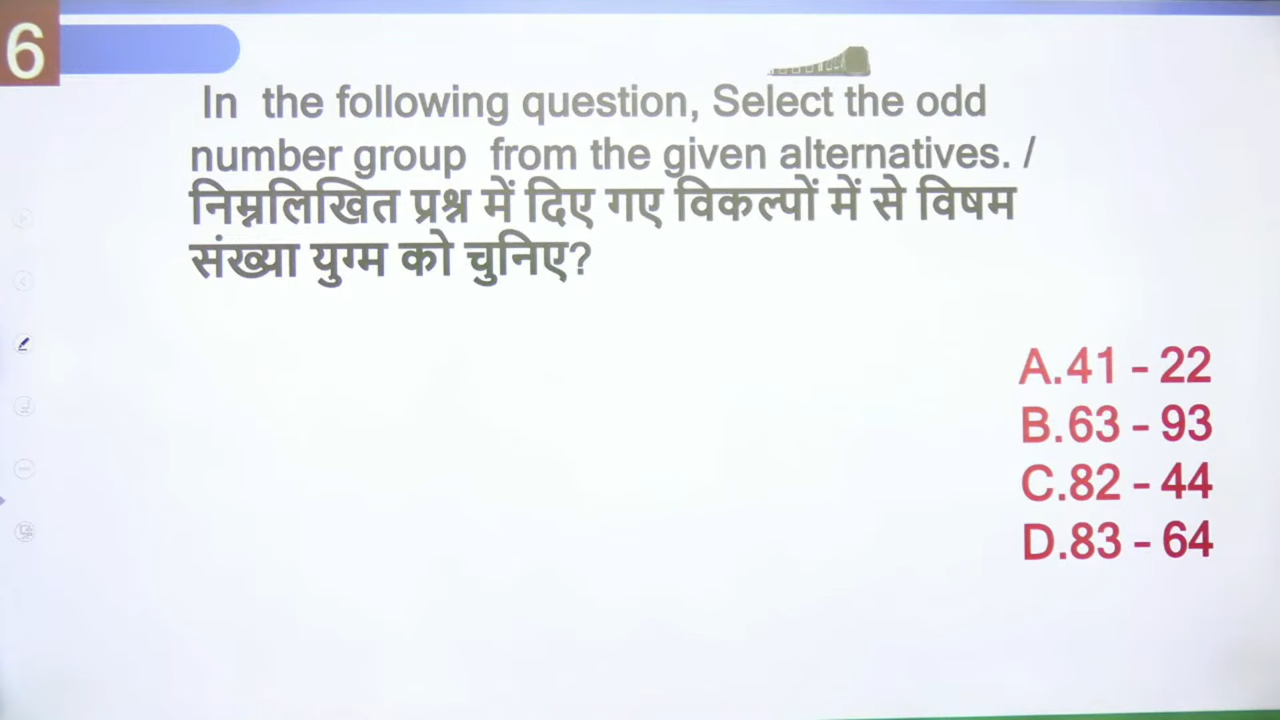 6
In the following question, Select the odd
number group from the given alternatives. /
निम्नलिखित प्रश्न में दिए गए विकल्पों में से विषम
संख्या युग्म को चुनिए?
A.41 - 22
B.63 - 93
C.82 - 44
D.83 - 64